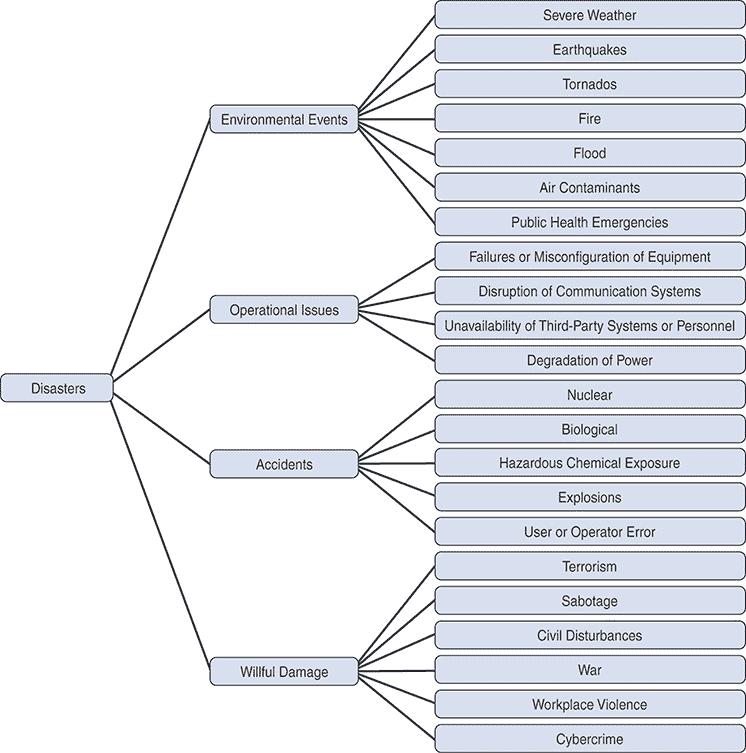 Severe Weather
Earthquakes
Tornados
Environmental Events
Fire
Flood
Air Contaminants
Public Health Emergencies
Failures or Misconfiguration of Equipment
Disruption of Communication Systems
Operational Issues
Unavailability of Third-Party Systems or Personnel
Degradation of Power
Disasters
Nuclear
Biological
Accidents
Hazardous Chemical Exposure
Explosions
User or Operator Error
Terrorism
Sabotage
Civil Disturbances
Willful Damage
War
Workplace Violence
Cybercrime